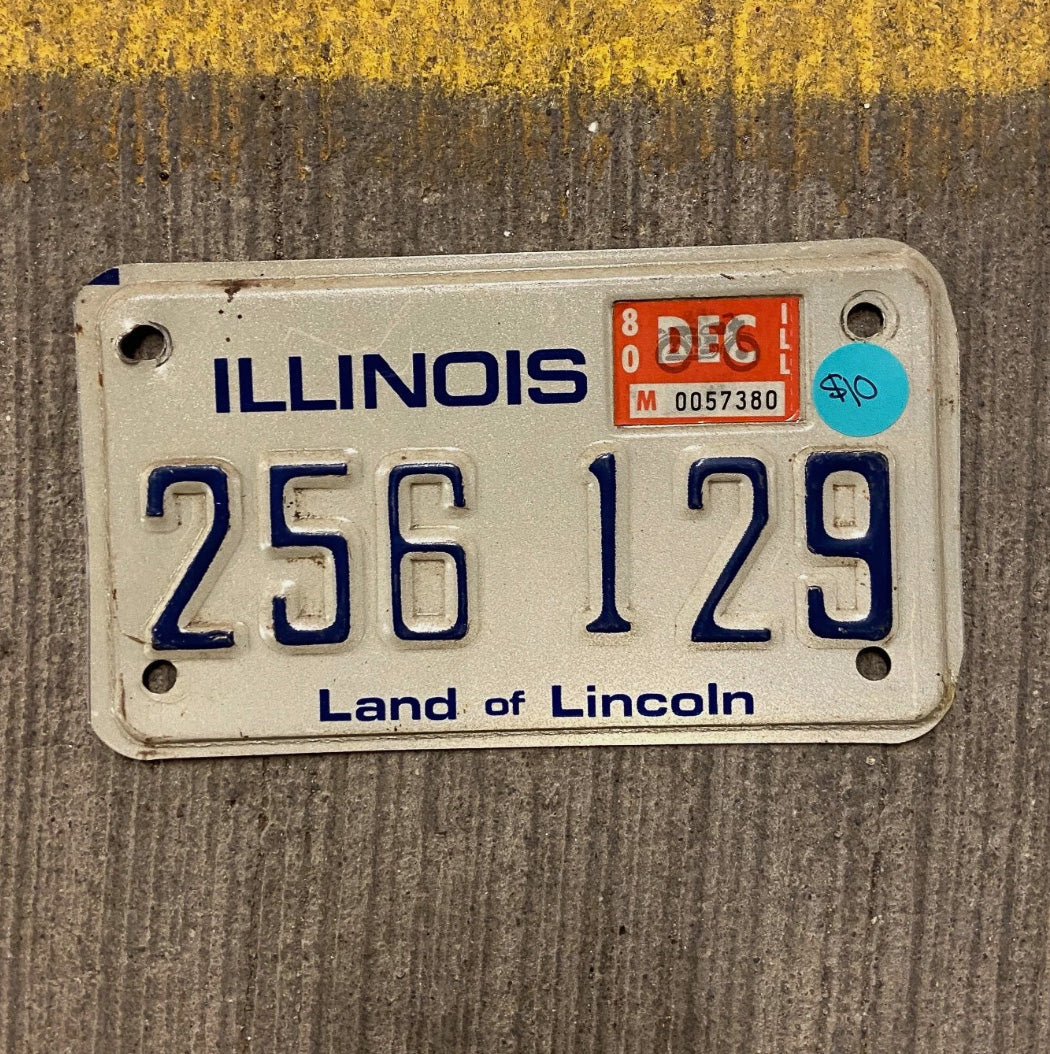 ILLINOIS
80 DEC ILL
M 0057380
$10
256 129
Land of Lincoln